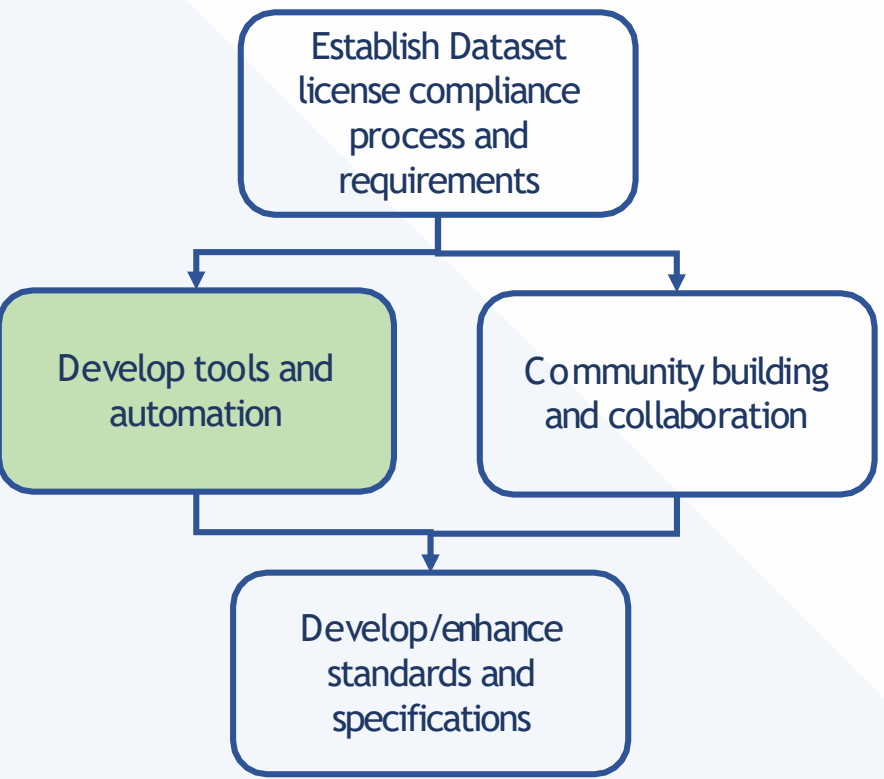 Establish Dataset
license compliance
process and
requirements
Develop tools and
automation
Community building
and collaboration
Develop/enhance
standards and
specifications